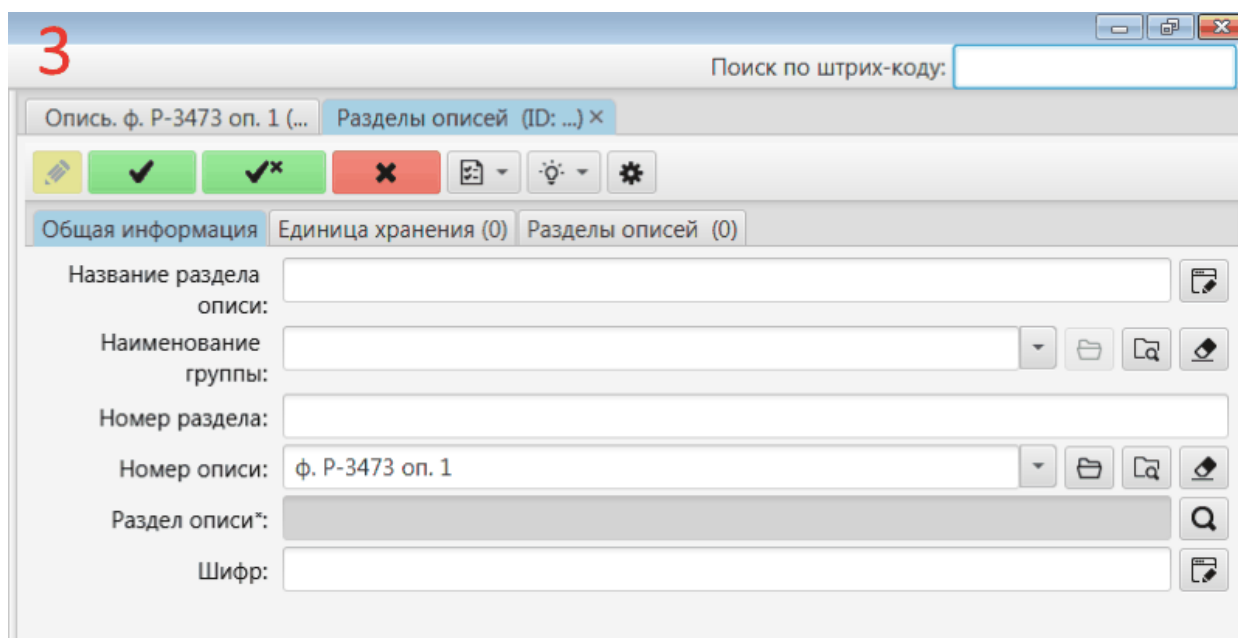 3
Поиск по штрих-коду:
Опись. ф. Р-3473 оп. 1 (... Разделы описей (ID: ...) ×
Общая информация Единица хранения (0) Разделы описей (0)
Название раздела
описи:
Наименование
группы:
Номер раздела:
Номер описи: ф. Р-3473 оп. 1
Раздел описи*:
Шифр: